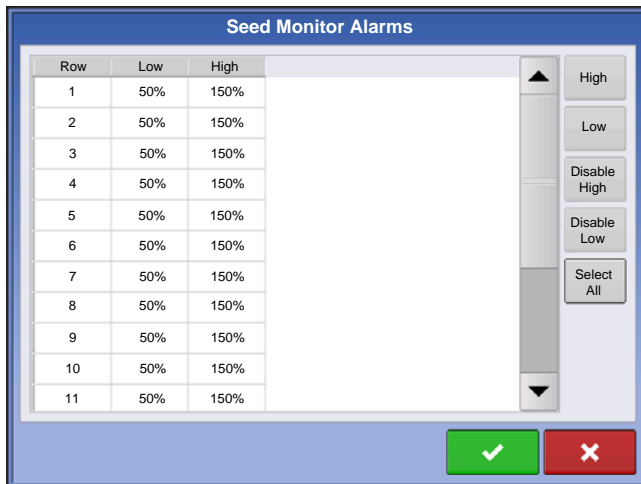 Seed Monitor Alarms
Row Low High
1 50% 150%
2 50% 150%
3 50% 150%
4 50% 150%
5 50% 150%
6 50% 150%
7 50% 150%
8 50% 150%
9 50% 150%
10 50% 150%
11 50% 150%
High
Low
Disable
High
Disable
Low
Select
All